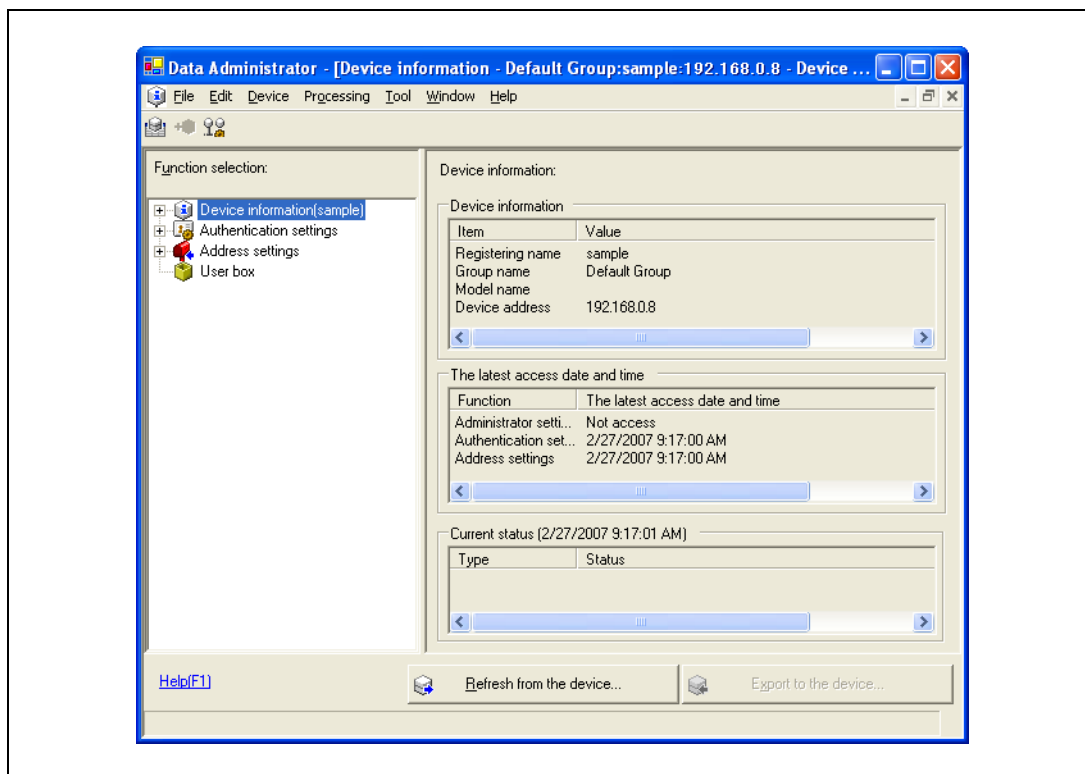 Data Administrator - [Device information - Default Group:sample:192.168.0.8 - Device ...
File Edit Device Processing Tool Window Help
Function selection:
Device information(sample)
Authentication settings
Address settings
User box
Device information:
Device information
Item Value
Registering name sample
Group name Default Group
Model name
Device address 192.168.0.8
The latest access date and time
Function The latest access date and time
Administrator setti... Not access
Authentication set... 2/27/2007 9:17:00 AM
Address settings 2/27/2007 9:17:00 AM
Current status (2/27/2007 9:17:01 AM)
Type Status
Help(F1)
Refresh from the device...
Export to the device...